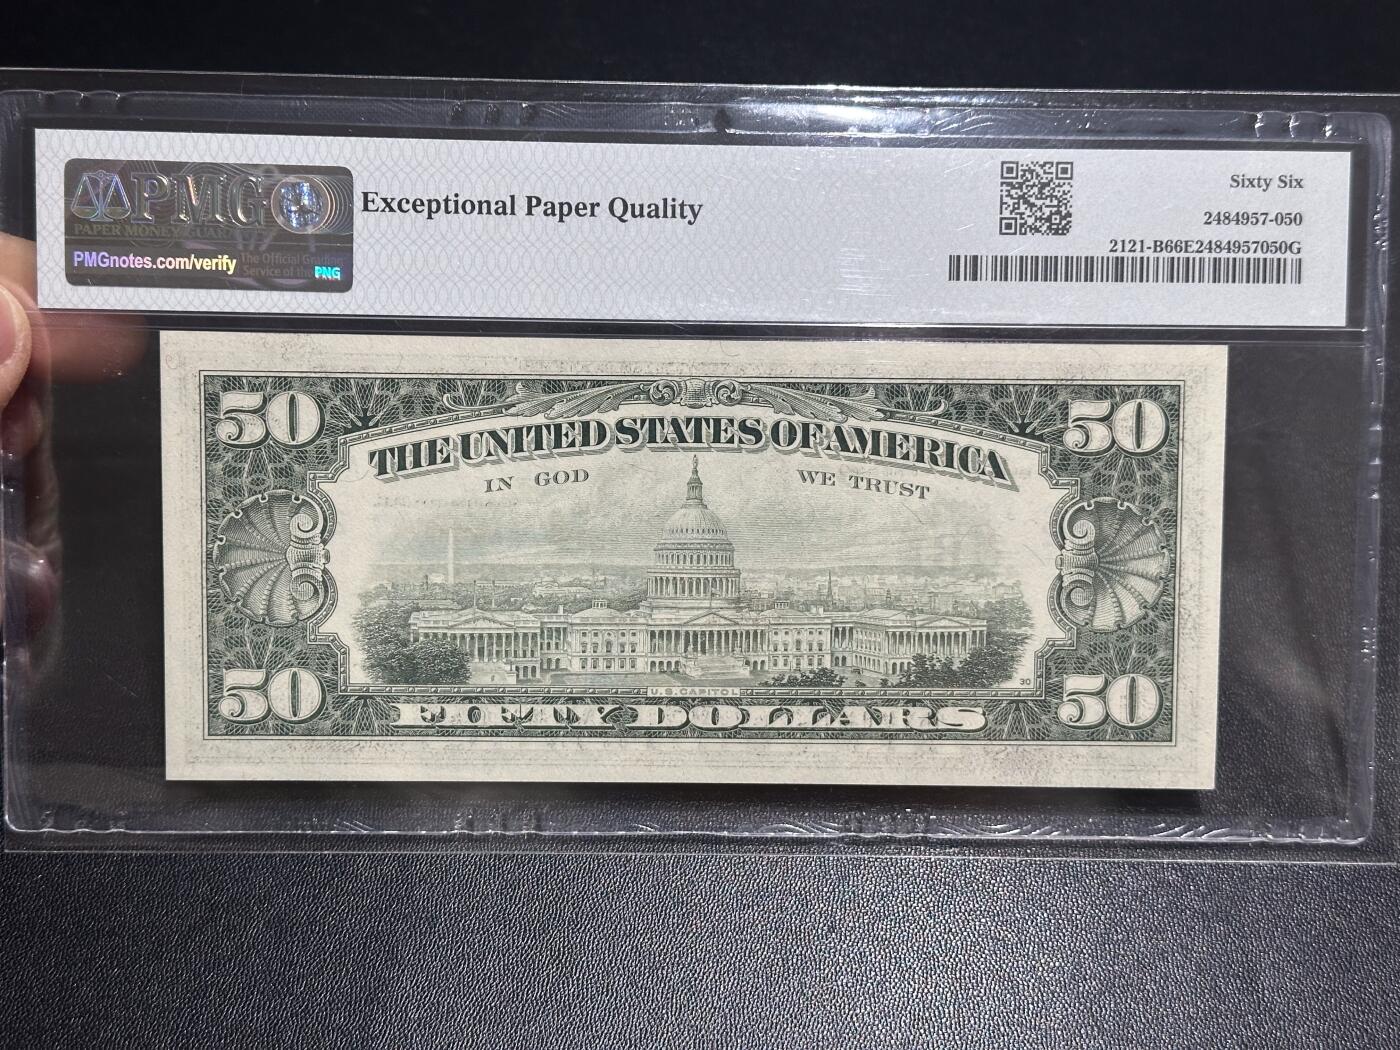 PMG
PAPER MONEY GUARANTY
The Official Grading
Service of the PNG
PMGnotes.com/verify
Exceptional Paper Quality
Sixty Six
2484957-050
2121-B66E2484957050G
50
50
THE UNITED STATES OF AMERICA
IN GOD WE TRUST
30
U.S. CAPITOL
50
50
FIFTY DOLLARS